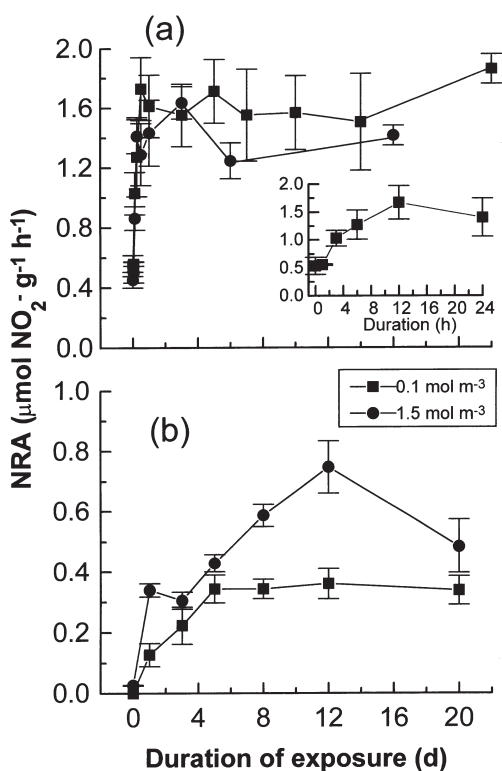 (a)
2.0
1.6
1.2
0.8
0.4
0.0
2.0
1.5
1.0
0.5
0.0
0 4 8 12 16 20 24
Duration (h)
NRA (µmol NO2- g-1 h-1)
(b)
0.1 mol m-3
1.5 mol m-3
1.0
0.8
0.6
0.4
0.2
0.0
0 4 8 12 16 20
Duration of exposure (d)